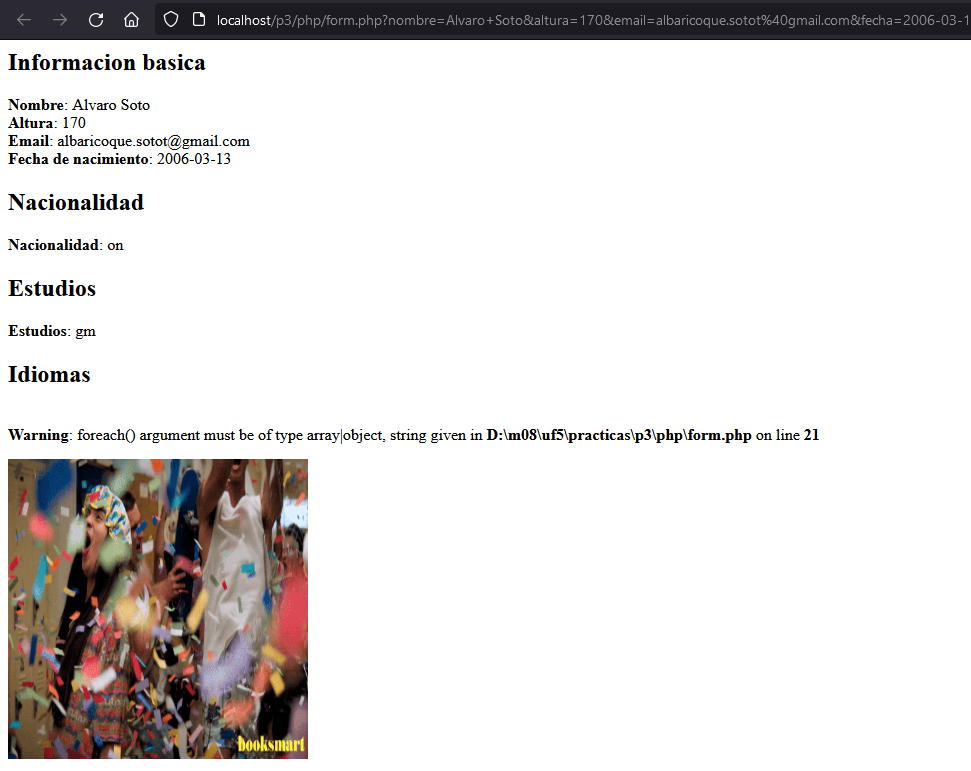 localhost/p3/php/form.php?nombre=Alvaro+Soto&altura=170&email=albaricoque.sotot%40gmail.com&fecha=2006-03-1
Informacion basica
Nombre: Alvaro Soto
Altura: 170
Email: albaricoque.sotot@gmail.com
Fecha de nacimiento: 2006-03-13
Nacionalidad
Nacionalidad: on
Estudios
Estudios: gm
Idiomas
Warning: foreach() argument must be of type array|object, string given in D:\m08\uf5\practicas\p3\php\form.php on line 21
booksmart